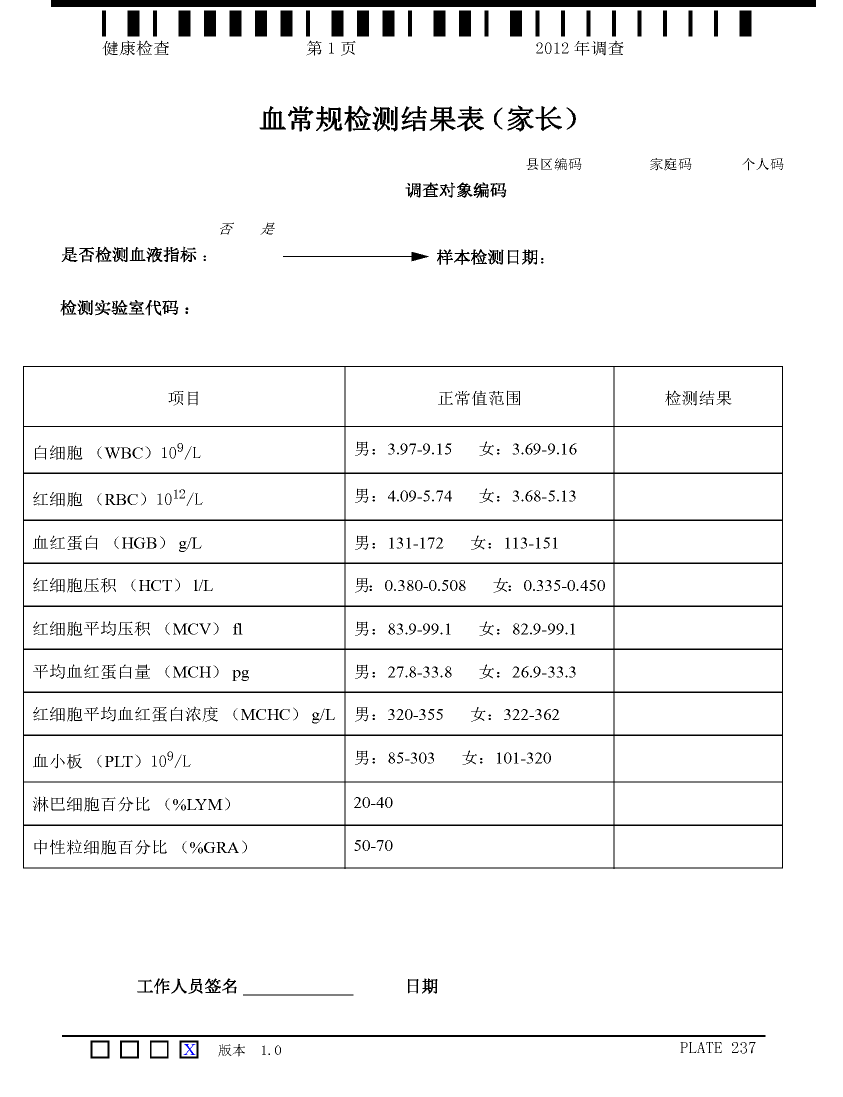 健康检查 第 1 页 2012 年调查
血常规检测结果表（家长）
县区编码 家庭码 个人码
调查对象编码
否 是
是否检测血液指标： 样本检测日期：
检测实验室代码：
项目 正常值范围 检测结果
白细胞 （WBC）10⁹/L 男：3.97-9.15 女：3.69-9.16
红细胞 （RBC）10¹²/L 男：4.09-5.74 女：3.68-5.13
血红蛋白 （HGB） g/L 男：131-172 女：113-151
红细胞压积 （HCT） l/L 男：0.380-0.508 女：0.335-0.450
红细胞平均压积 （MCV） fl 男：83.9-99.1 女：82.9-99.1
平均血红蛋白量 （MCH） pg 男：27.8-33.8 女：26.9-33.3
红细胞平均血红蛋白浓度 （MCHC） g/L 男：320-355 女：322-362
血小板 （PLT）10⁹/L 男：85-303 女：101-320
淋巴细胞百分比 （%LYM） 20-40
中性粒细胞百分比 （%GRA） 50-70
工作人员签名 日期
X 版本 1.0 PLATE 237